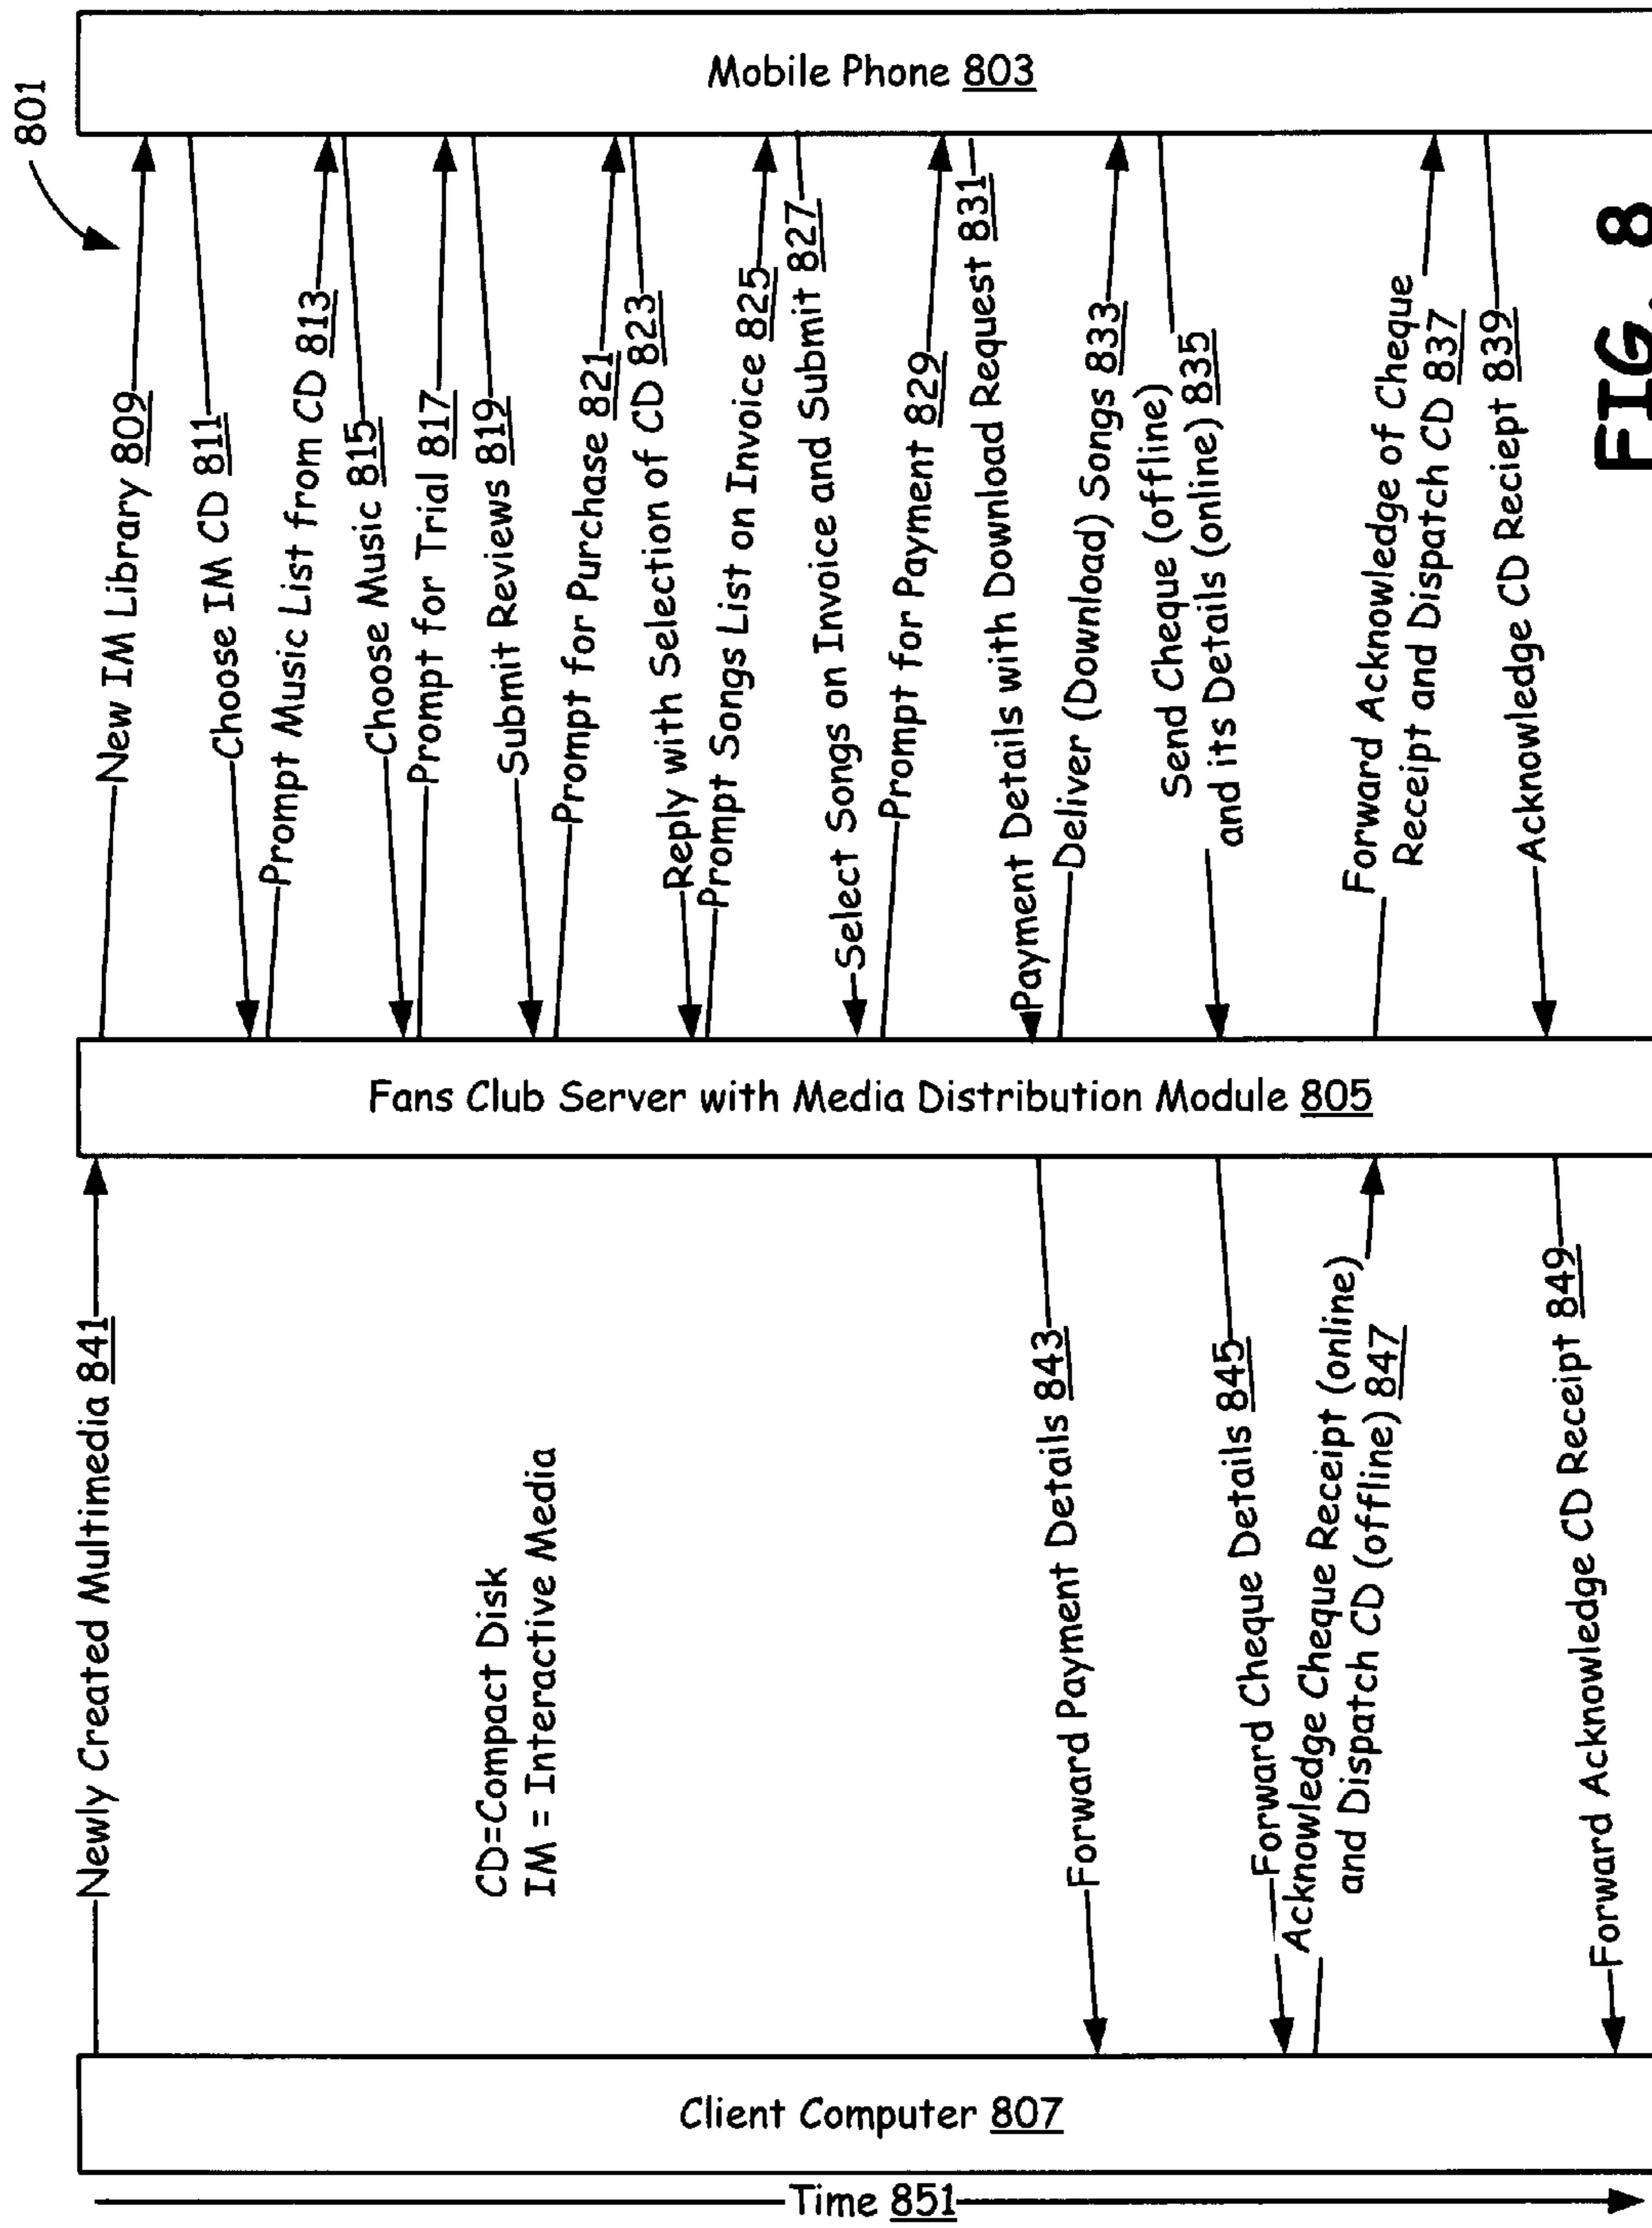 801
Mobile Phone 803
New IM Library 809
Choose IM CD 811
Prompt Music List from CD 813
Choose Music 815
Prompt for Trial 817
Submit Reviews 819
Prompt for Purchase 821
Reply with Selection of CD 823
Prompt Songs List on Invoice 825
Select Songs on Invoice and Submit 827
Prompt for Payment 829
Payment Details with Download Request 831
Deliver (Download) Songs 833
Send Cheque (offline)
and its Details (online) 835
Forward Acknowledge of Cheque
Receipt and Dispatch CD 837
Acknowledge CD Reciept 839
Fans Club Server with Media Distribution Module 805
Newly Created Multimedia 841
CD=Compact Disk
IM = Interactive Media
Forward Payment Details 843
Forward Cheque Details 845
Acknowledge Cheque Receipt (online)
and Dispatch CD (offline) 847
Forward Acknowledge CD Receipt 849
Client Computer 807
Time 851
FIG. 8